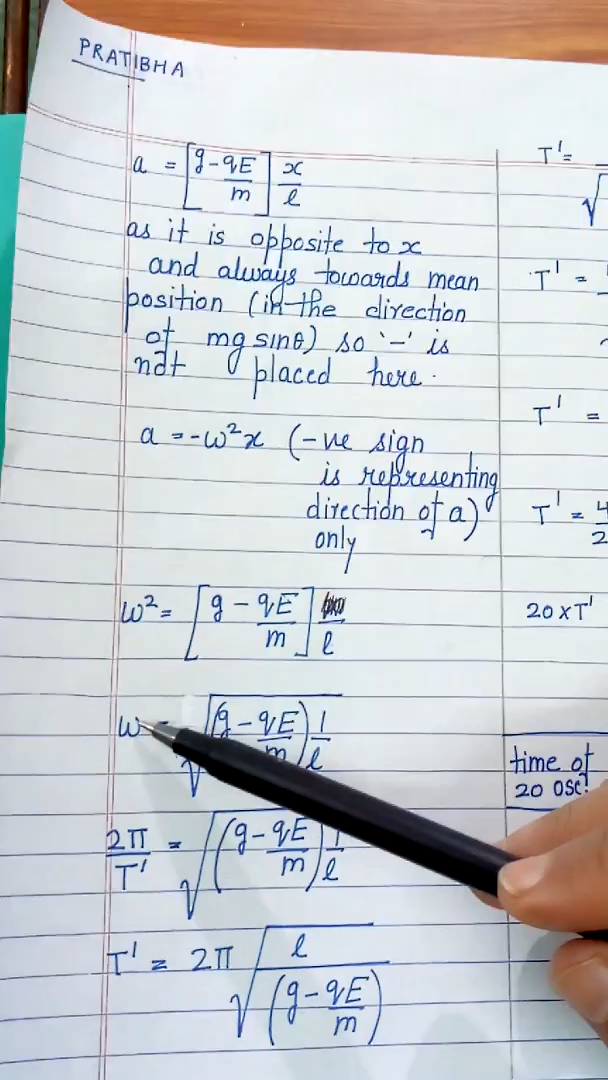 PRATIBHA
a = [g - qE/m] x/l
as it is opposite to x
and always towards mean
position (in the direction
of mg sinθ) so '-' is
not placed here.
a = -ω²x (-ve sign
is representing
direction of a)
only
ω² = [g - qE/m] /l
ω = √(g - qE/m) 1/l
2π/T' = √(g - qE/m) 1/l
T' = 2π √l/(g - qE/m)
T' =
T' =
T' =
T' = 4/2
20 x T'
time of
20 osc.